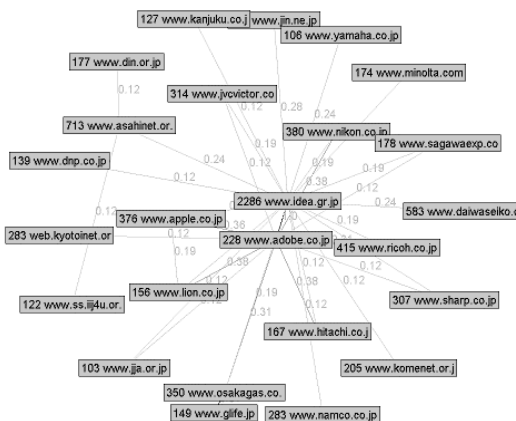 127 www.kanjuku.co.j
www.jin.ne.jp
106 www.yamaha.co.jp
177 www.din.or.jp
174 www.minolta.com
0.12
314 www.jvcvictor.co
0.12
0.28
0.24
713 www.asahinet.or.
380 www.nikon.co.jp
0.19
178 www.sagawaexp.co
139 www.dnp.co.jp
0.24
0.12
0.19
0.19
0.12
0.38
0.12
2286 www.idea.gr.jp
0.24
583 www.daiwaseiko.c
0.12
376 www.apple.co.jp
0.36
0.19
283 web.kyotoinet.or
0.12
228 www.adobe.co.jp
415 www.ricoh.co.jp
0.19
0.38
0.12
0.12
122 www.ss.iij4u.or.
156 www.lion.co.jp
0.19
0.38
0.12
307 www.sharp.co.jp
0.31
0.12
167 www.hitachi.co.j
103 www.jja.or.jp
205 www.komenet.or.j
350 www.osakagas.co.
149 www.glife.jp
283 www.namco.co.jp